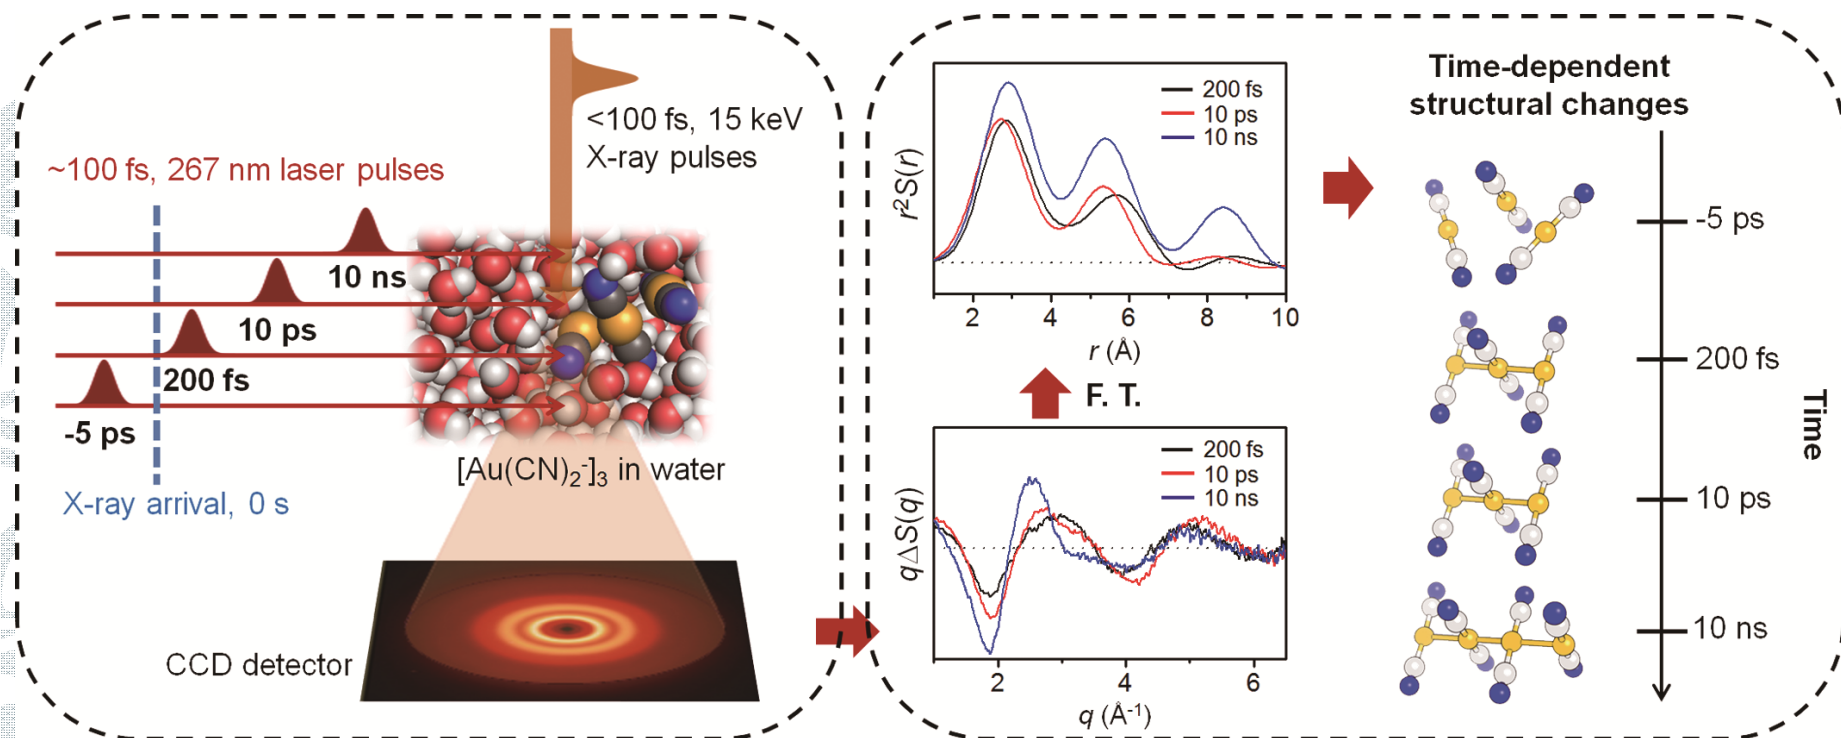 <100 fs, 15 keV
X-ray pulses
~100 fs, 267 nm laser pulses
10 ns
10 ps
200 fs
-5 ps
X-ray arrival, 0 s
[Au(CN)₂⁻]₃ in water
CCD detector
r²S(r)
200 fs
10 ps
10 ns
2 4 6 8 10
r (Å)
F. T.
q△S(q)
200 fs
10 ps
10 ns
2 4 6
q (Å⁻¹)
Time-dependent
structural changes
-5 ps
200 fs
10 ps
10 ns
Time